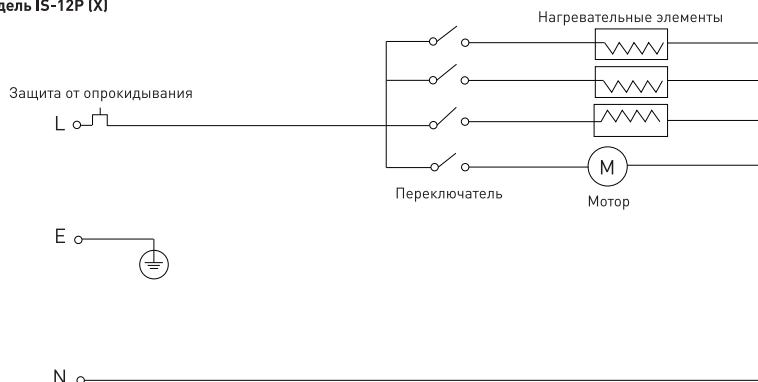 дель IS-12P (X)
Нагревательные элементы
Защита от опрокидывания
L
M
Переключатель
Мотор
E
N